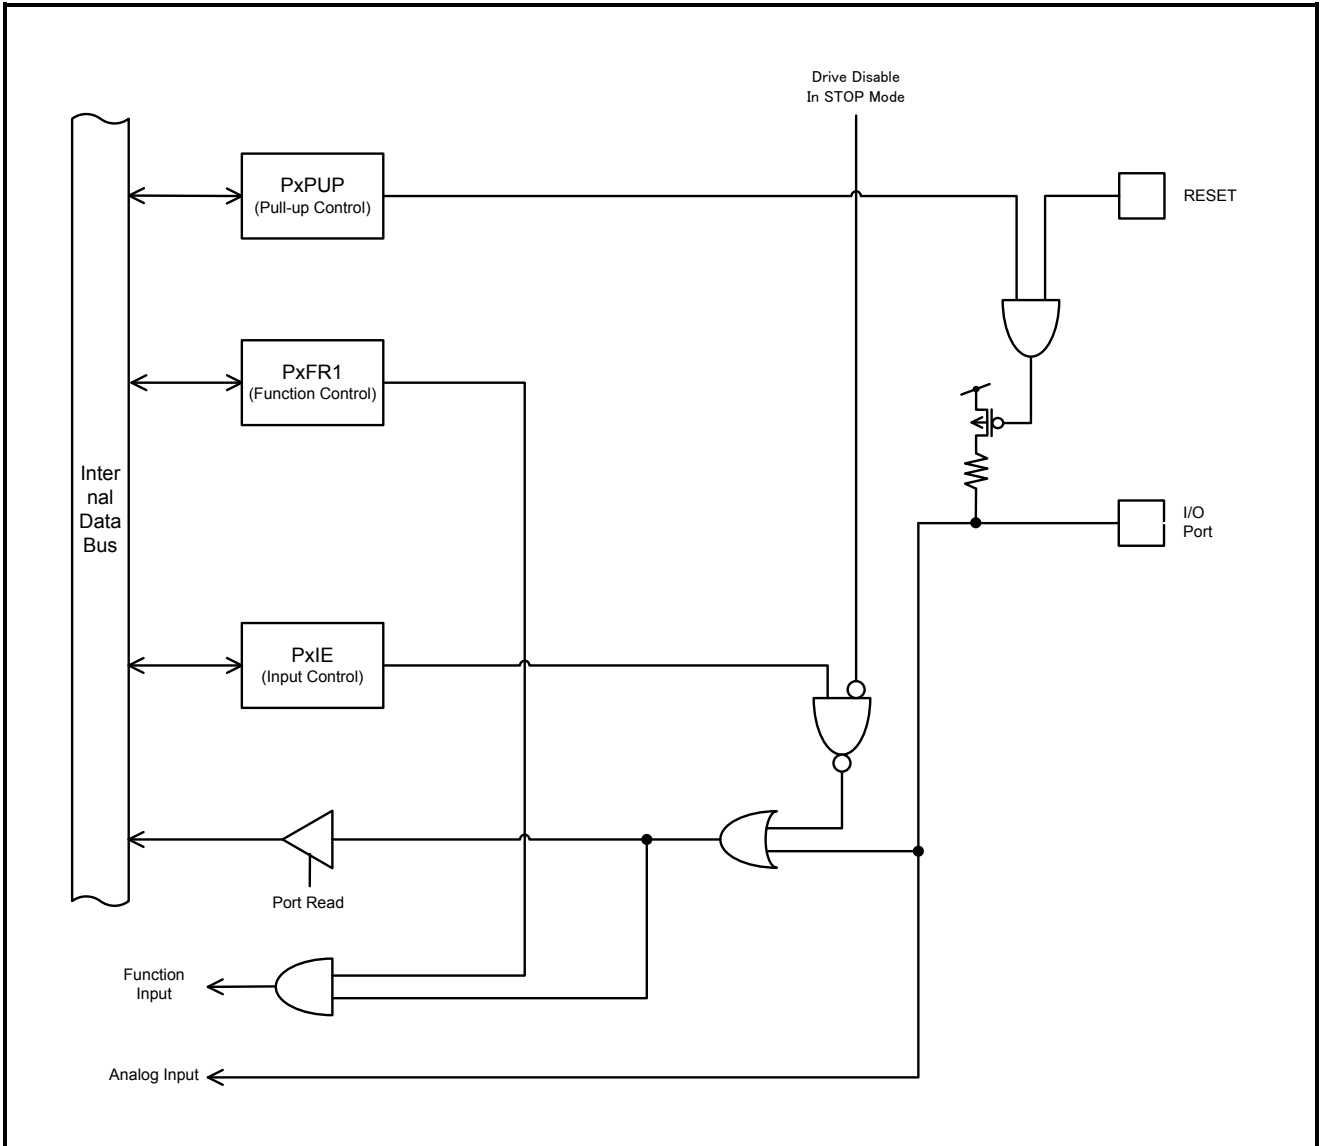 Drive Disable
In STOP Mode
PxPUP
(Pull-up Control)
RESET
PxFR1
(Function Control)
Inter
nal
Data
Bus
I/O
Port
PxIE
(Input Control)
Port Read
Function
Input
Analog Input